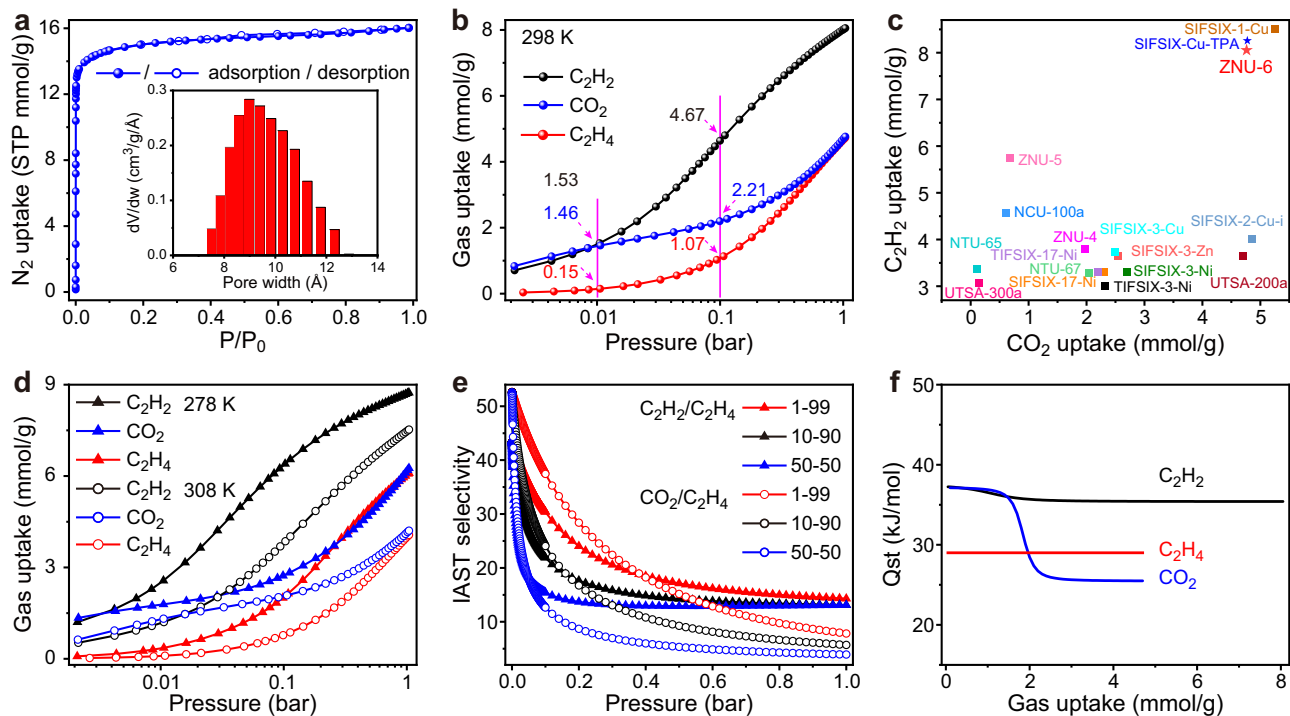 a
N2 uptake (STP mmol/g)
16
12
8
4
0
0.0 0.2 0.4 0.6 0.8 1.0
P/P0
/ adsorption / desorption
dV/dw (cm3/g/Å)
0.3
0.2
0.1
0.0
6 8 10 12 14
Pore width (Å)
b
Gas uptake (mmol/g)
8
6
4
2
0
298 K
C2H2
CO2
C2H4
4.67
1.53
1.46
2.21
1.07
0.15
0.01 0.1 1
Pressure (bar)
c
C2H2 uptake (mmol/g)
8
7
6
5
4
3
SIFSIX-1-Cu
SIFSIX-Cu-TPA
ZNU-6
ZNU-5
NCU-100a
SIFSIX-2-Cu-i
SIFSIX-3-Cu
ZNU-4
NTU-65
TIFSIX-17-Ni
SIFSIX-3-Zn
NTU-67
SIFSIX-3-Ni
SIFSIX-17-Ni
UTSA-300a
TIFSIX-3-Ni
UTSA-200a
0 1 2 3 4 5
CO2 uptake (mmol/g)
d
Gas uptake (mmol/g)
9
6
3
0
C2H2 278 K
CO2
C2H4
C2H2 308 K
CO2
C2H4
0.01 0.1 1
Pressure (bar)
e
IAST selectivity
50
40
30
20
10
C2H2/C2H4 1-99
10-90
50-50
CO2/C2H4 1-99
10-90
50-50
0.0 0.2 0.4 0.6 0.8 1.0
Pressure (bar)
f
Qst (kJ/mol)
50
40
30
20
C2H2
C2H4
CO2
0 2 4 6 8
Gas uptake (mmol/g)